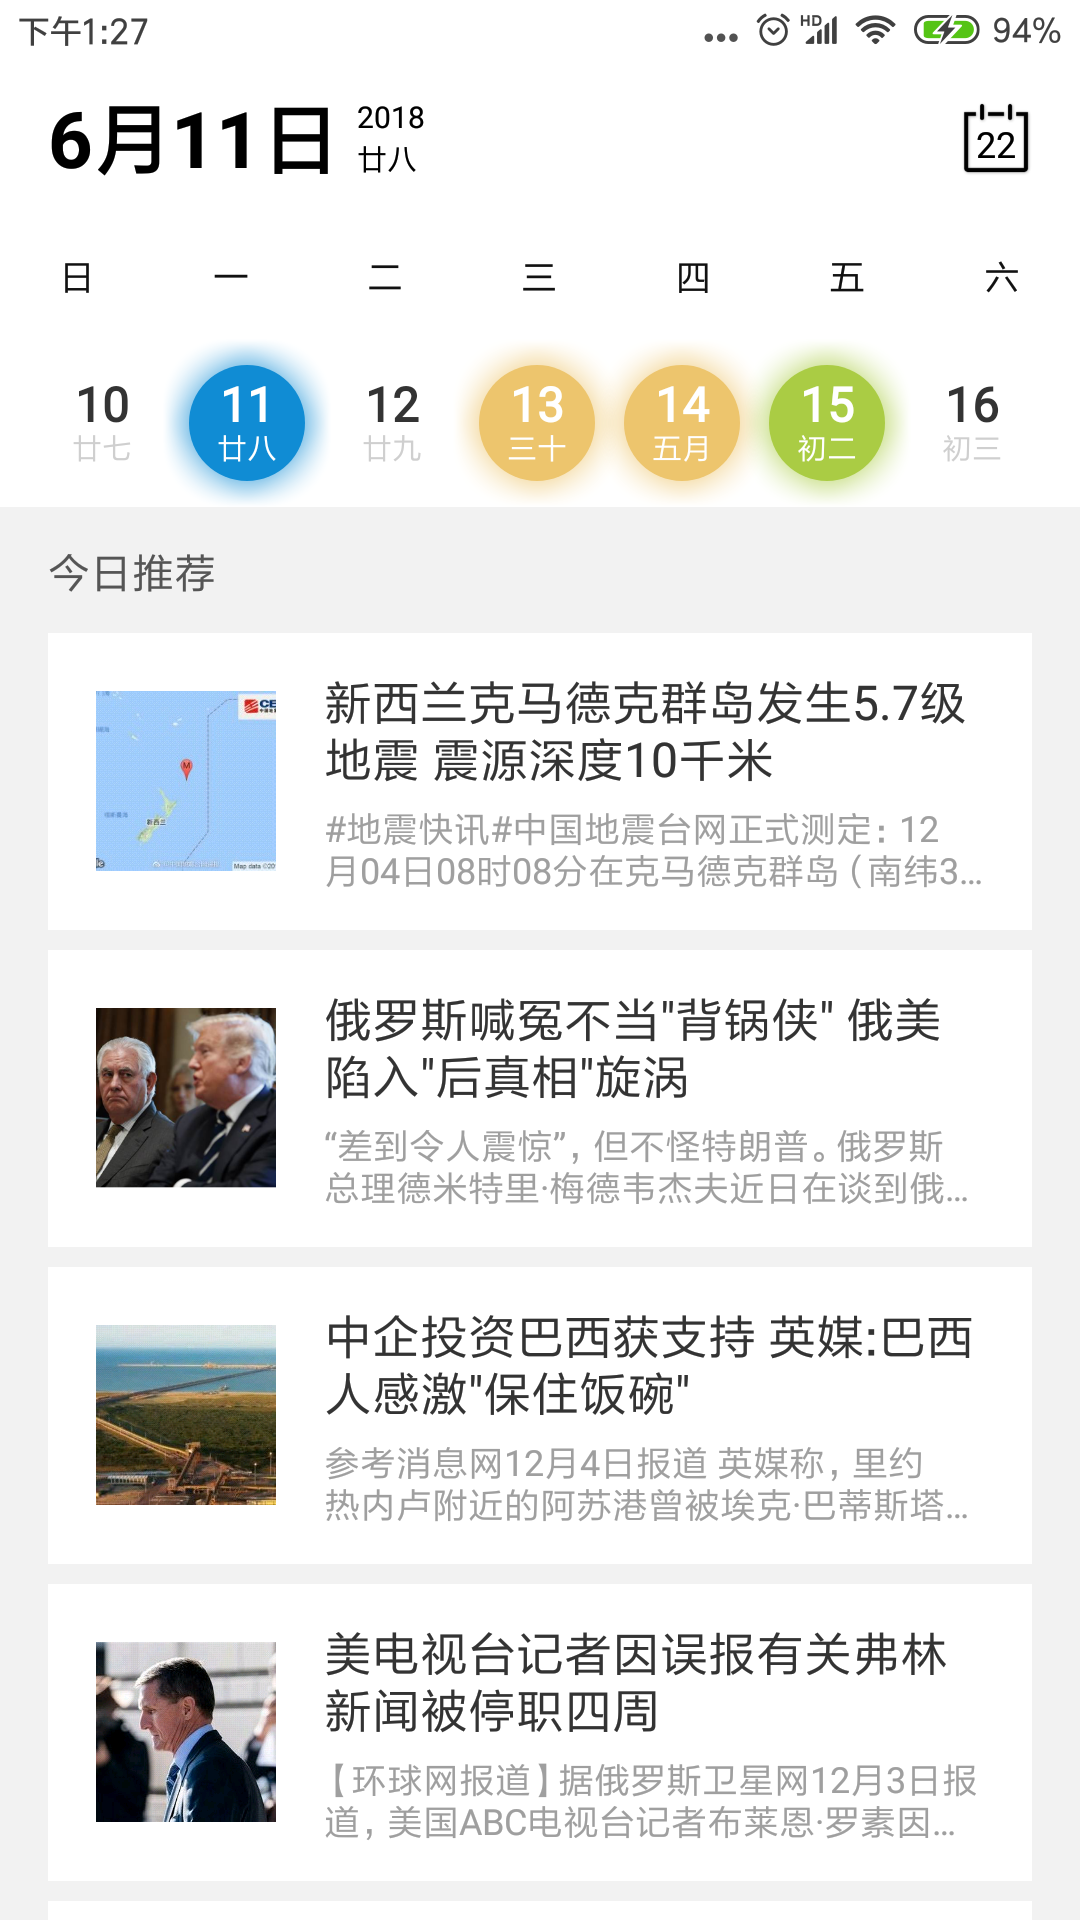 下午1:27
HD
94%
6月11日
2018
廿八
22
日 一 二 三 四 五 六
10 11 12 13 14 15 16
廿七 廿八 廿九 三十 五月 初二 初三
今日推荐
新西兰克马德克群岛发生5.7级
地震 震源深度10千米
#地震快讯#中国地震台网正式测定：12
月04日08时08分在克马德克群岛（南纬3...
新西兰
M
Map data ©20
俄罗斯喊冤不当"背锅侠" 俄美
陷入"后真相"旋涡
“差到令人震惊”，但不怪特朗普。俄罗斯
总理德米特里·梅德韦杰夫近日在谈到俄...
中企投资巴西获支持 英媒:巴西
人感激"保住饭碗"
参考消息网12月4日报道 英媒称，里约
热内卢附近的阿苏港曾被埃克·巴蒂斯塔...
美电视台记者因误报有关弗林
新闻被停职四周
【环球网报道】据俄罗斯卫星网12月3日报
道，美国ABC电视台记者布莱恩·罗素因...